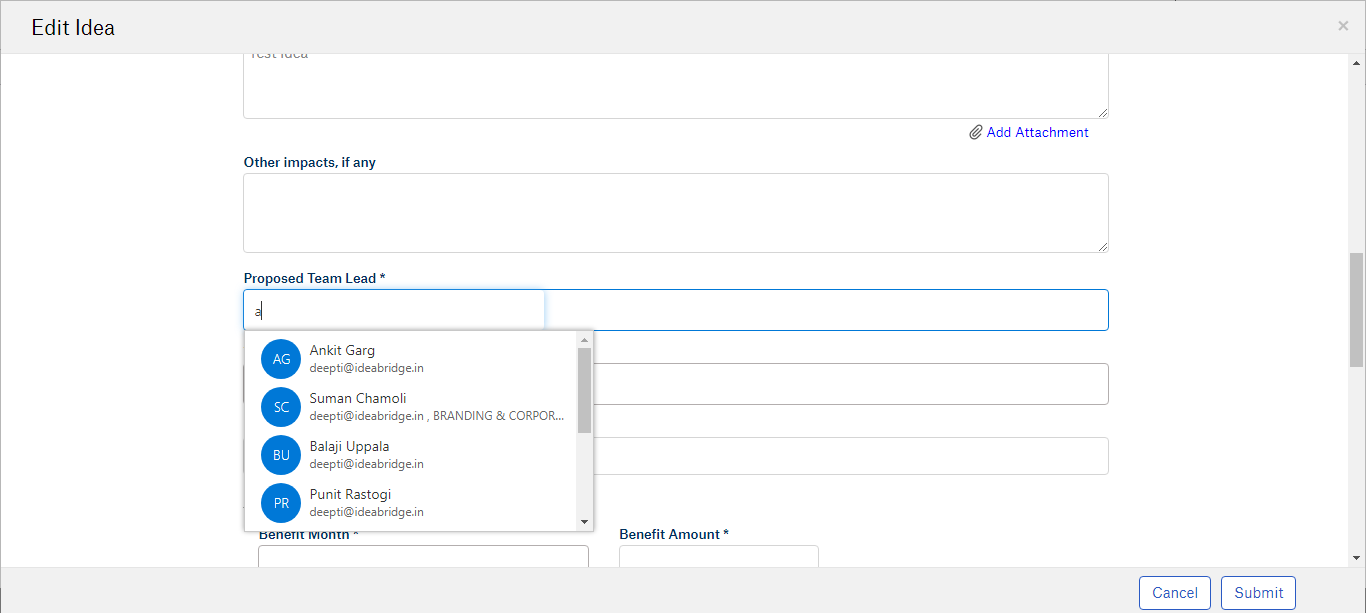 Edit Idea
×
Test Idea
Add Attachment
Other impacts, if any
Proposed Team Lead *
a
AG
Ankit Garg
deepti@ideabridge.in
SC
Suman Chamoli
deepti@ideabridge.in , BRANDING & CORPOR...
BU
Balaji Uppala
deepti@ideabridge.in
PR
Punit Rastogi
deepti@ideabridge.in
Benefit Month *
Benefit Amount *
Cancel
Submit